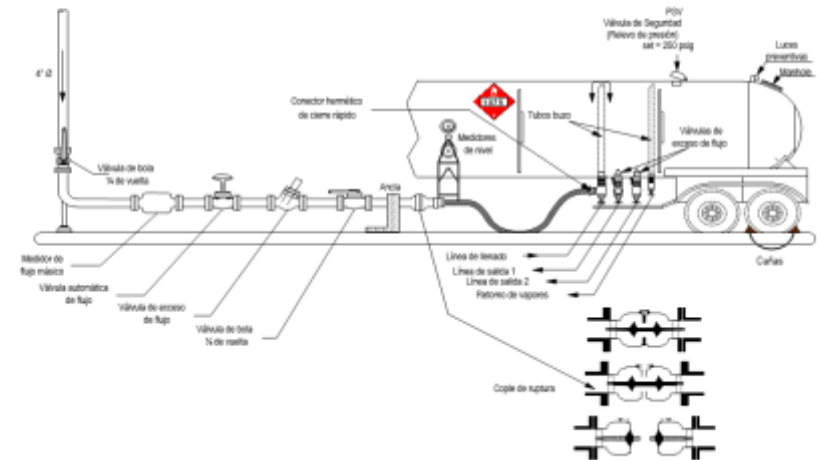 PSV
Válvula de Seguridad
(Relevo de presión)
set = 250 psig
Luces
preventivas
Manhole
4" Ø
Conector hermético
de cierre rápido
Tubos buzo
Válvulas de
exceso de flujo
Medidores
de nivel
Válvula de bola
¼ de vuelta
Ancla
Medidor de
flujo másico
Válvula automática
de flujo
Válvula de exceso
de flujo
Válvula de bola
¼ de vuelta
Línea de llenado
Línea de salida 1
Línea de salida 2
Retorno de vapores
Cuñas
Cople de ruptura